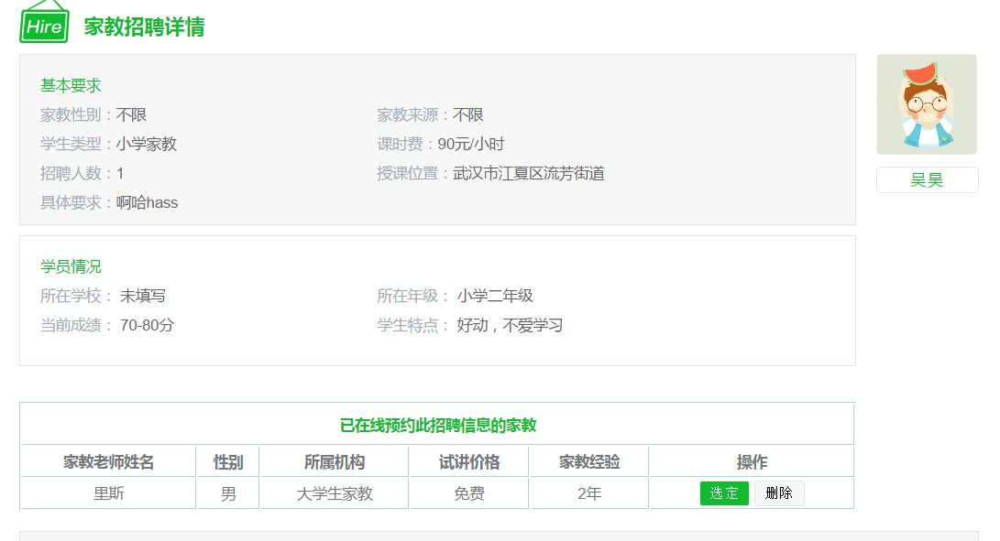 Hire 家教招聘详情
基本要求
家教性别：不限 家教来源：不限
学生类型：小学家教 课时费：90元/小时
招聘人数：1 授课位置：武汉市江夏区流芳街道
具体要求：啊哈hass
吴昊
学员情况
所在学校： 未填写 所在年级： 小学二年级
当前成绩： 70-80分 学生特点： 好动，不爱学习
已在线预约此招聘信息的家教
家教老师姓名 性别 所属机构 试讲价格 家教经验 操作
里斯 男 大学生家教 免费 2年 选定 删除